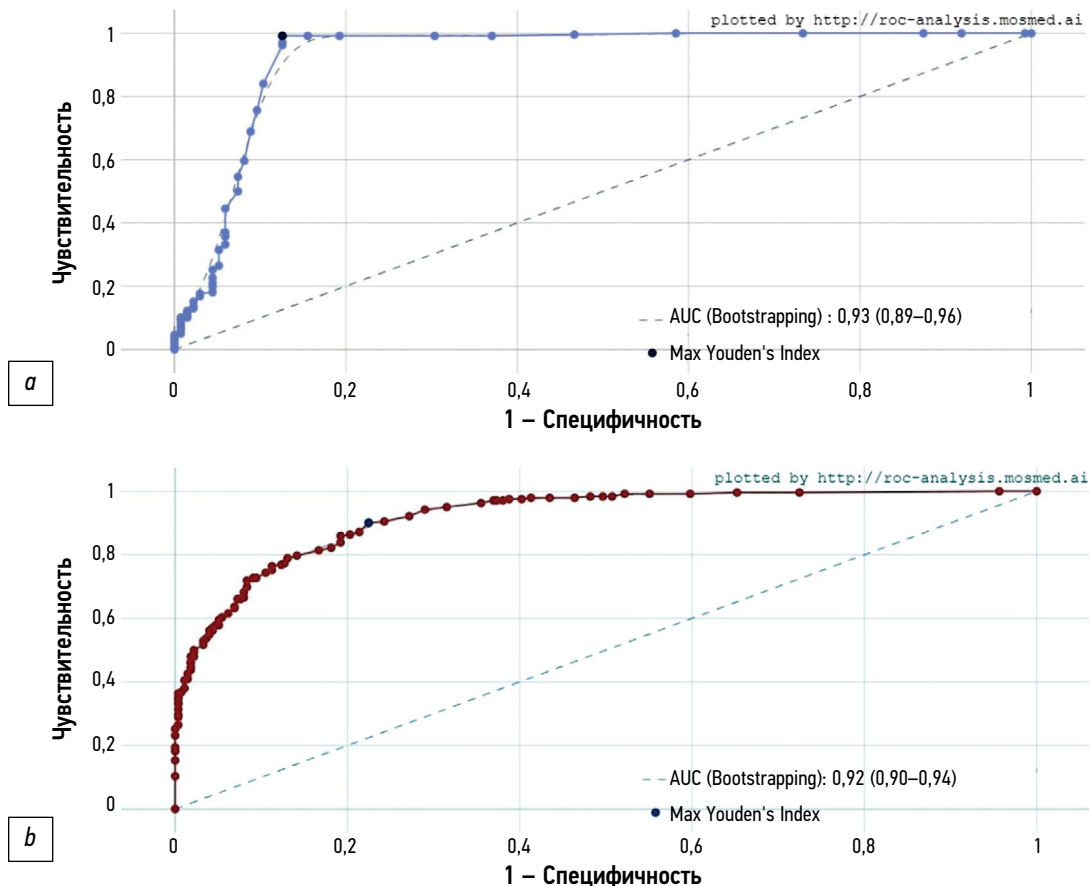 plotted by http://roc-analysis.mosmed.ai
1
0,8
0,6
0,4
0,2
0
Чувствительность
AUC (Bootstrapping) : 0,93 (0,89–0,96)
Max Youden's Index
a
0
0,2
0,4
0,6
0,8
1
1 – Специфичность
plotted by http://roc-analysis.mosmed.ai
1
0,8
0,6
0,4
0,2
0
Чувствительность
AUC (Bootstrapping): 0,92 (0,90–0,94)
Max Youden's Index
b
0
0,2
0,4
0,6
0,8
1
1 – Специфичность